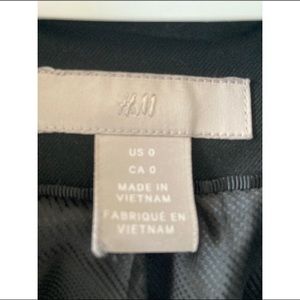 H&M
US 0
CA 0
MADE IN
VIETNAM
FABRIQUÉ EN
VIETNAM